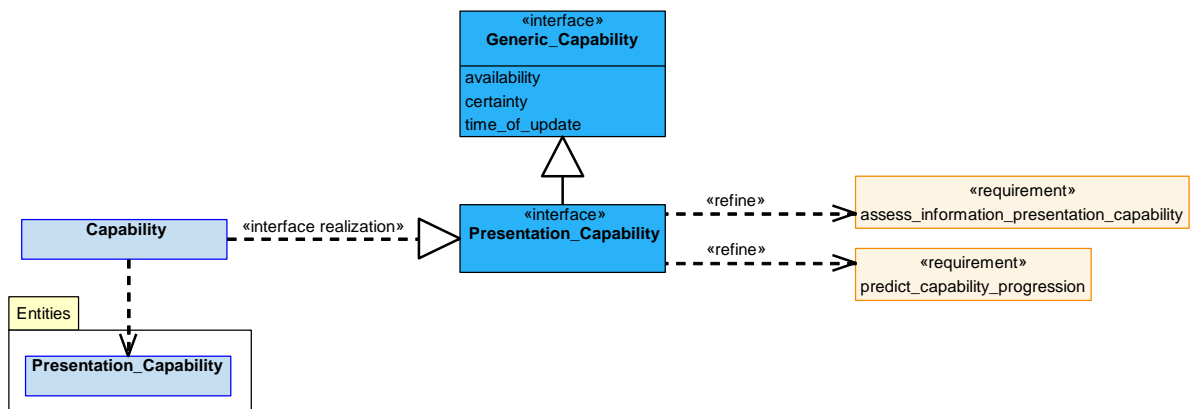 «interface»
Generic_Capability
availability
certainty
time_of_update
«interface»
Presentation_Capability
Capability
«interface realization»
«refine»
«refine»
«requirement»
assess_information_presentation_capability
«requirement»
predict_capability_progression
Entities
Presentation_Capability